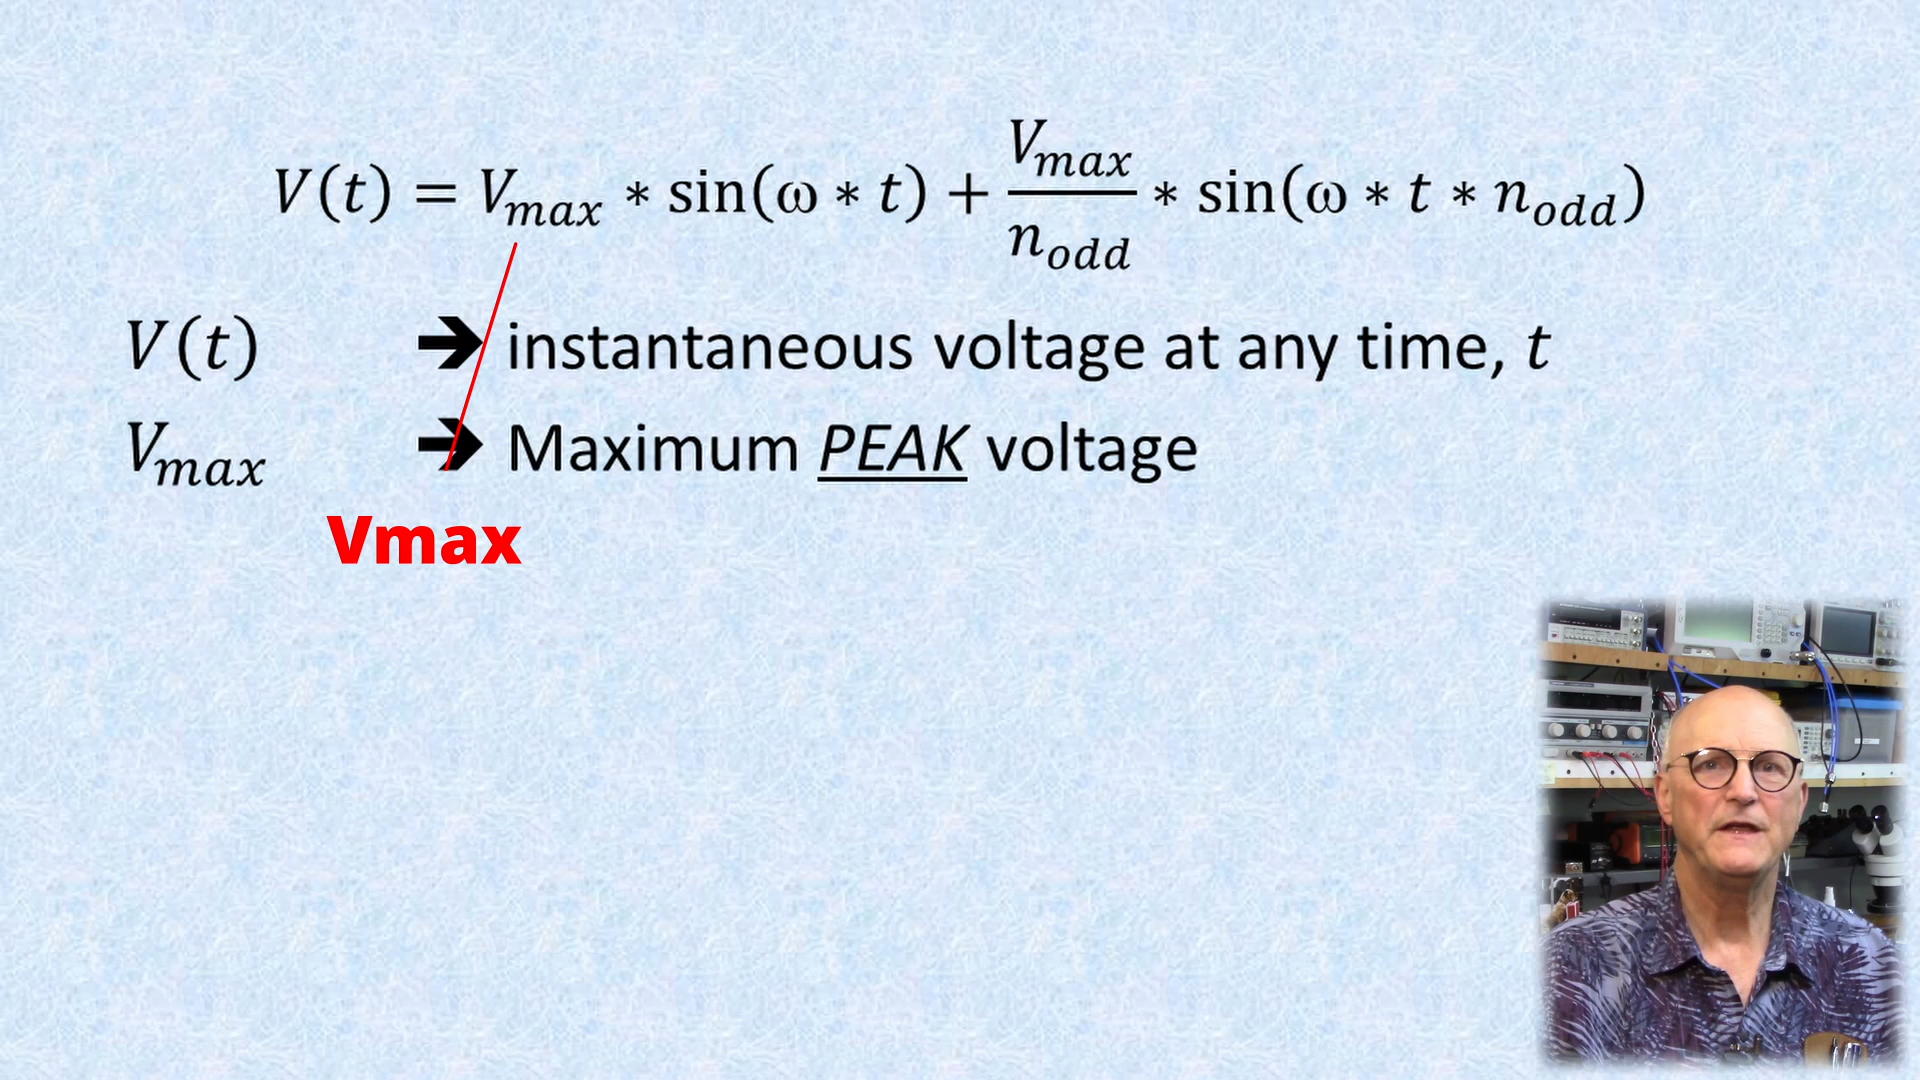 V(t) = Vmax * sin(ω * t) + Vmax/nodd * sin(ω * t * nodd)
V(t) ➔ instantaneous voltage at any time, t
Vmax ➔ Maximum PEAK voltage
Vmax